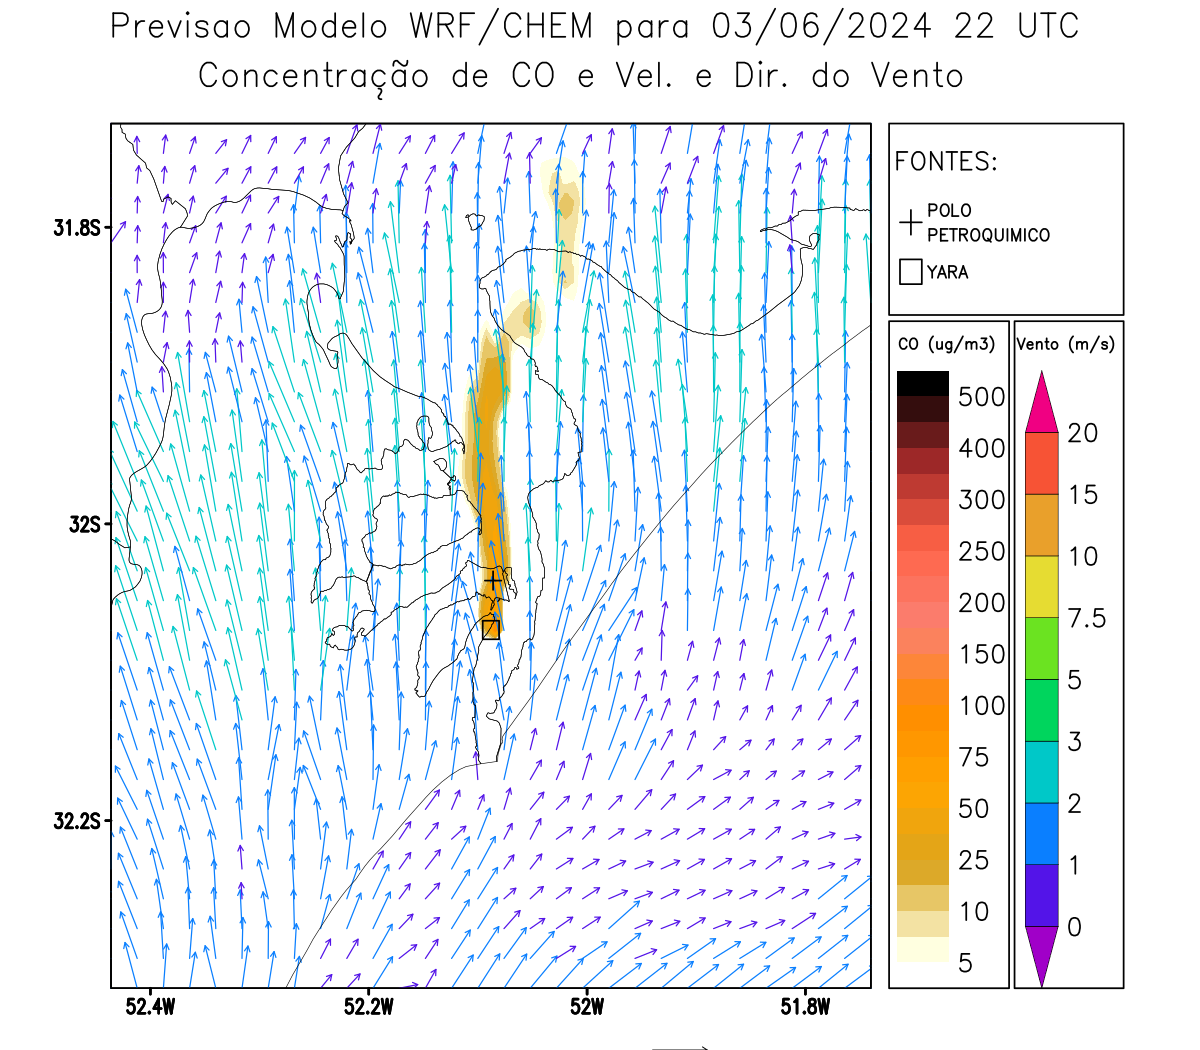 Previsao Modelo WRF/CHEM para 03/06/2024 22 UTC
Concentração de CO e Vel. e Dir. do Vento
FONTES:
POLO
PETROQUIMICO
YARA
CO (ug/m3)
500
400
300
250
200
150
100
75
50
25
10
5
Vento (m/s)
20
15
10
7.5
5
3
2
1
0
31.8S
32S
32.2S
52.4W
52.2W
52W
51.8W